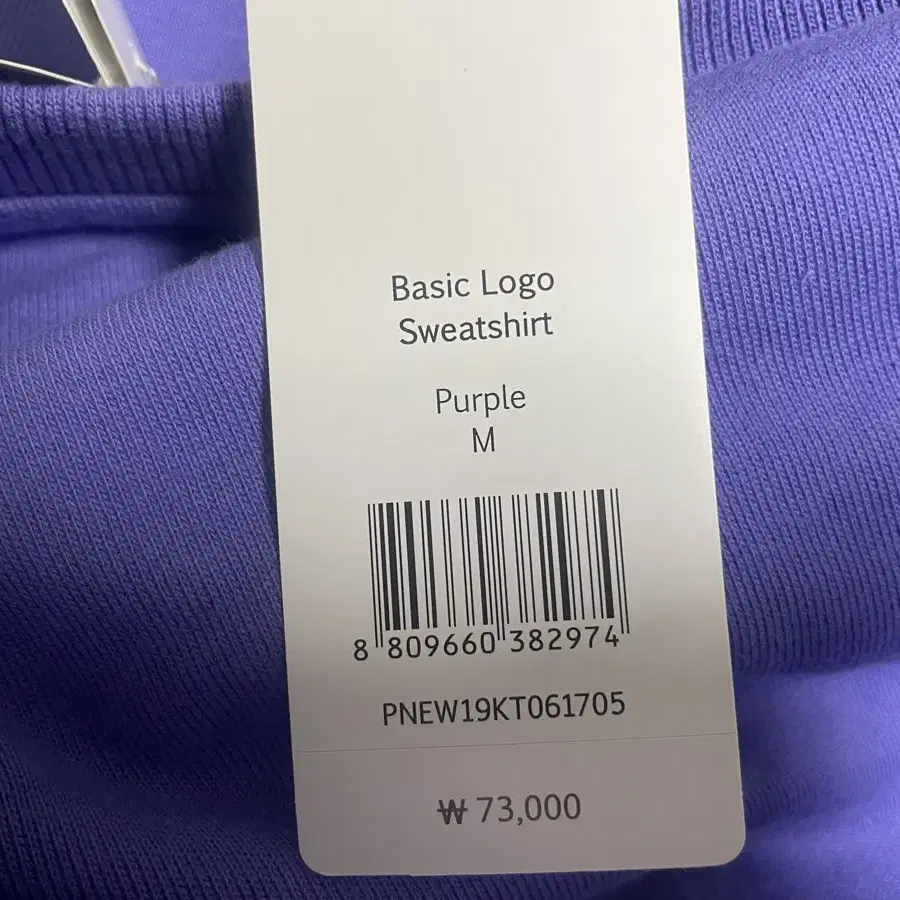 Basic Logo
Sweatshirt
Purple
M
8 809660 382974
PNEW19KT061705
₩ 73,000